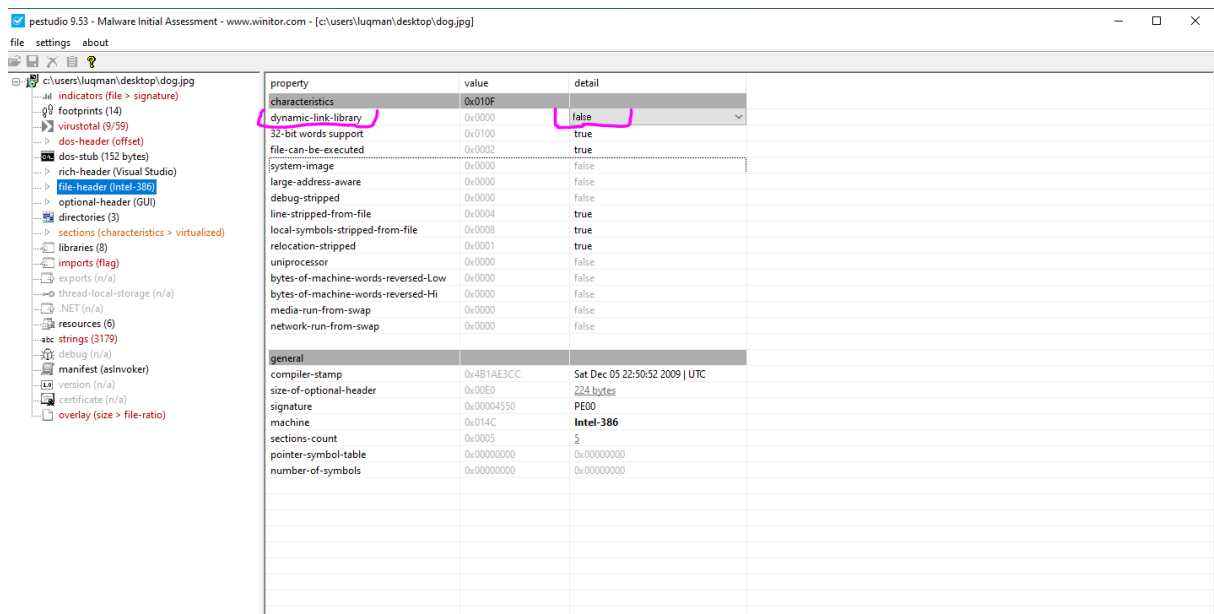 pestudio 9.53 - Malware Initial Assessment - www.winitor.com - [c:\users\luqman\desktop\dog.jpg]
file settings about
c:\users\luqman\desktop\dog.jpg
indicators (file > signature)
footprints (14)
virustotal (9/59)
dos-header (offset)
dos-stub (152 bytes)
rich-header (Visual Studio)
file-header (Intel-386)
optional-header (GUI)
directories (3)
sections (characteristics > virtualized)
libraries (8)
imports (flag)
exports (n/a)
thread-local-storage (n/a)
.NET (n/a)
resources (6)
abc strings (3179)
debug (n/a)
manifest (asInvoker)
1.0 version (n/a)
certificate (n/a)
overlay (size > file-ratio)
property value detail
characteristics 0x010F
dynamic-link-library 0x0000 false
32-bit words support 0x0100 true
file-can-be-executed 0x0002 true
system-image 0x0000 false
large-address-aware 0x0000 false
debug-stripped 0x0000 false
line-stripped-from-file 0x0004 true
local-symbols-stripped-from-file 0x0008 true
relocation-stripped 0x0001 true
uniprocessor 0x0000 false
bytes-of-machine-words-reversed-Low 0x0000 false
bytes-of-machine-words-reversed-Hi 0x0000 false
media-run-from-swap 0x0000 false
network-run-from-swap 0x0000 false
general
compiler-stamp 0x4B1AE3CC Sat Dec 05 22:50:52 2009 | UTC
size-of-optional-header 0x00E0 224 bytes
signature 0x00004550 PE00
machine 0x014C Intel-386
sections-count 0x0005 5
pointer-symbol-table 0x00000000 0x00000000
number-of-symbols 0x00000000 0x00000000